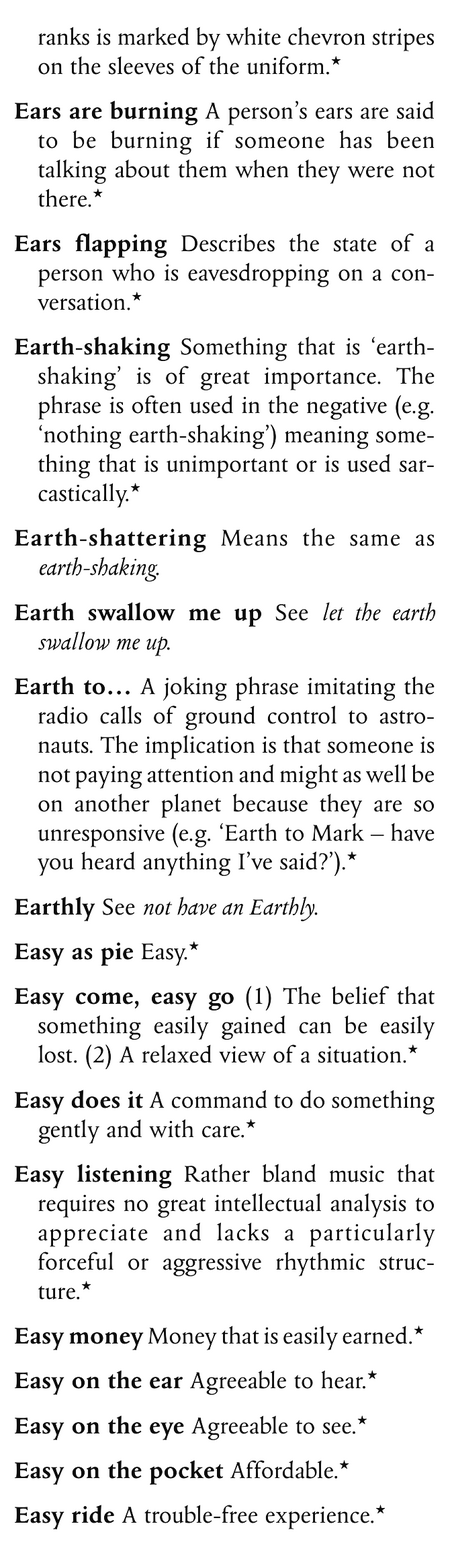 ranks is marked by white chevron stripes
on the sleeves of the uniform.★
Ears are burning A person’s ears are said
to be burning if someone has been
talking about them when they were not
there.★
Ears flapping Describes the state of a
person who is eavesdropping on a con-
versation.★
Earth-shaking Something that is ‘earth-
shaking’ is of great importance. The
phrase is often used in the negative (e.g.
‘nothing earth-shaking’) meaning some-
thing that is unimportant or is used sar-
castically.★
Earth-shattering Means the same as
earth-shaking.
Earth swallow me up See let the earth
swallow me up.
Earth to… A joking phrase imitating the
radio calls of ground control to astro-
nauts. The implication is that someone is
not paying attention and might as well be
on another planet because they are so
unresponsive (e.g. ‘Earth to Mark – have
you heard anything I’ve said?’).★
Earthly See not have an Earthly.
Easy as pie Easy.★
Easy come, easy go (1) The belief that
something easily gained can be easily
lost. (2) A relaxed view of a situation.★
Easy does it A command to do something
gently and with care.★
Easy listening Rather bland music that
requires no great intellectual analysis to
appreciate and lacks a particularly
forceful or aggressive rhythmic struc-
ture.★
Easy money Money that is easily earned.★
Easy on the ear Agreeable to hear.★
Easy on the eye Agreeable to see.★
Easy on the pocket Affordable.★
Easy ride A trouble-free experience.★